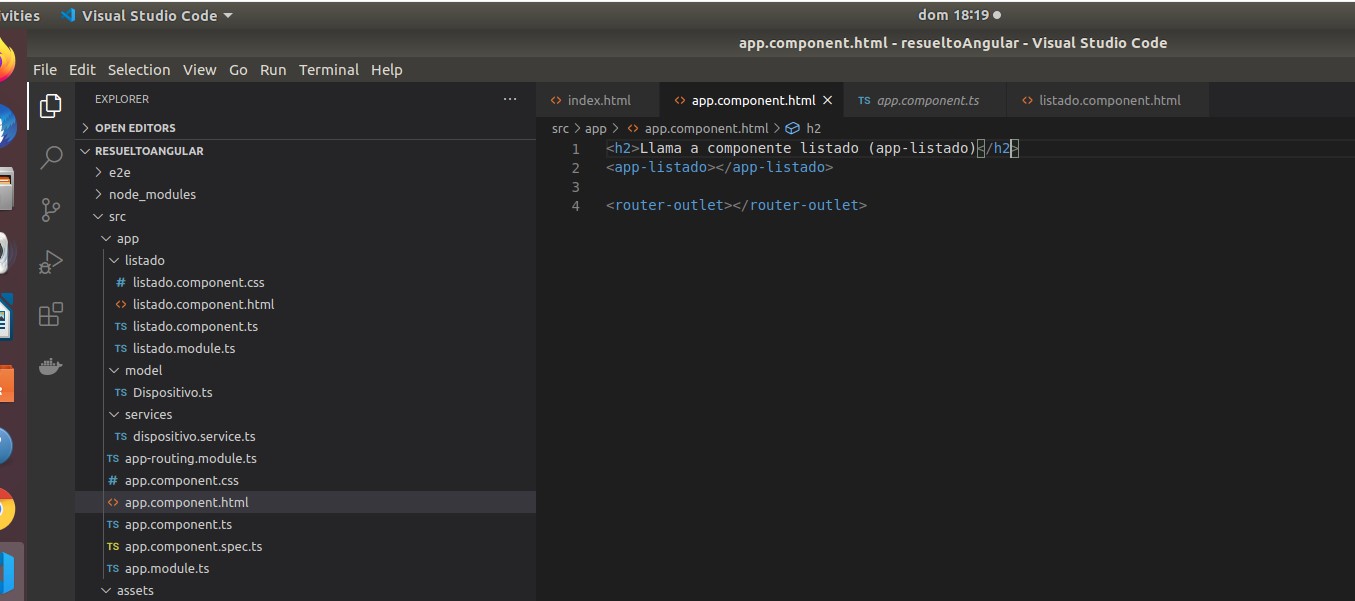 vities Visual Studio Code dom 18:19
app.component.html - resueltoAngular - Visual Studio Code
File Edit Selection View Go Run Terminal Help
EXPLORER ...
index.html app.component.html TS app.component.ts listado.component.html
OPEN EDITORS
src > app > app.component.html > h2
RESUELTOANGULAR
e2e
node_modules
src
app
listado
# listado.component.css
<> listado.component.html
TS listado.component.ts
TS listado.module.ts
model
TS Dispositivo.ts
services
TS dispositivo.service.ts
TS app-routing.module.ts
# app.component.css
<> app.component.html
TS app.component.ts
TS app.component.spec.ts
TS app.module.ts
assets
1 <h2>Llama a componente listado (app-listado)</h2>
2 <app-listado></app-listado>
3
4 <router-outlet></router-outlet>